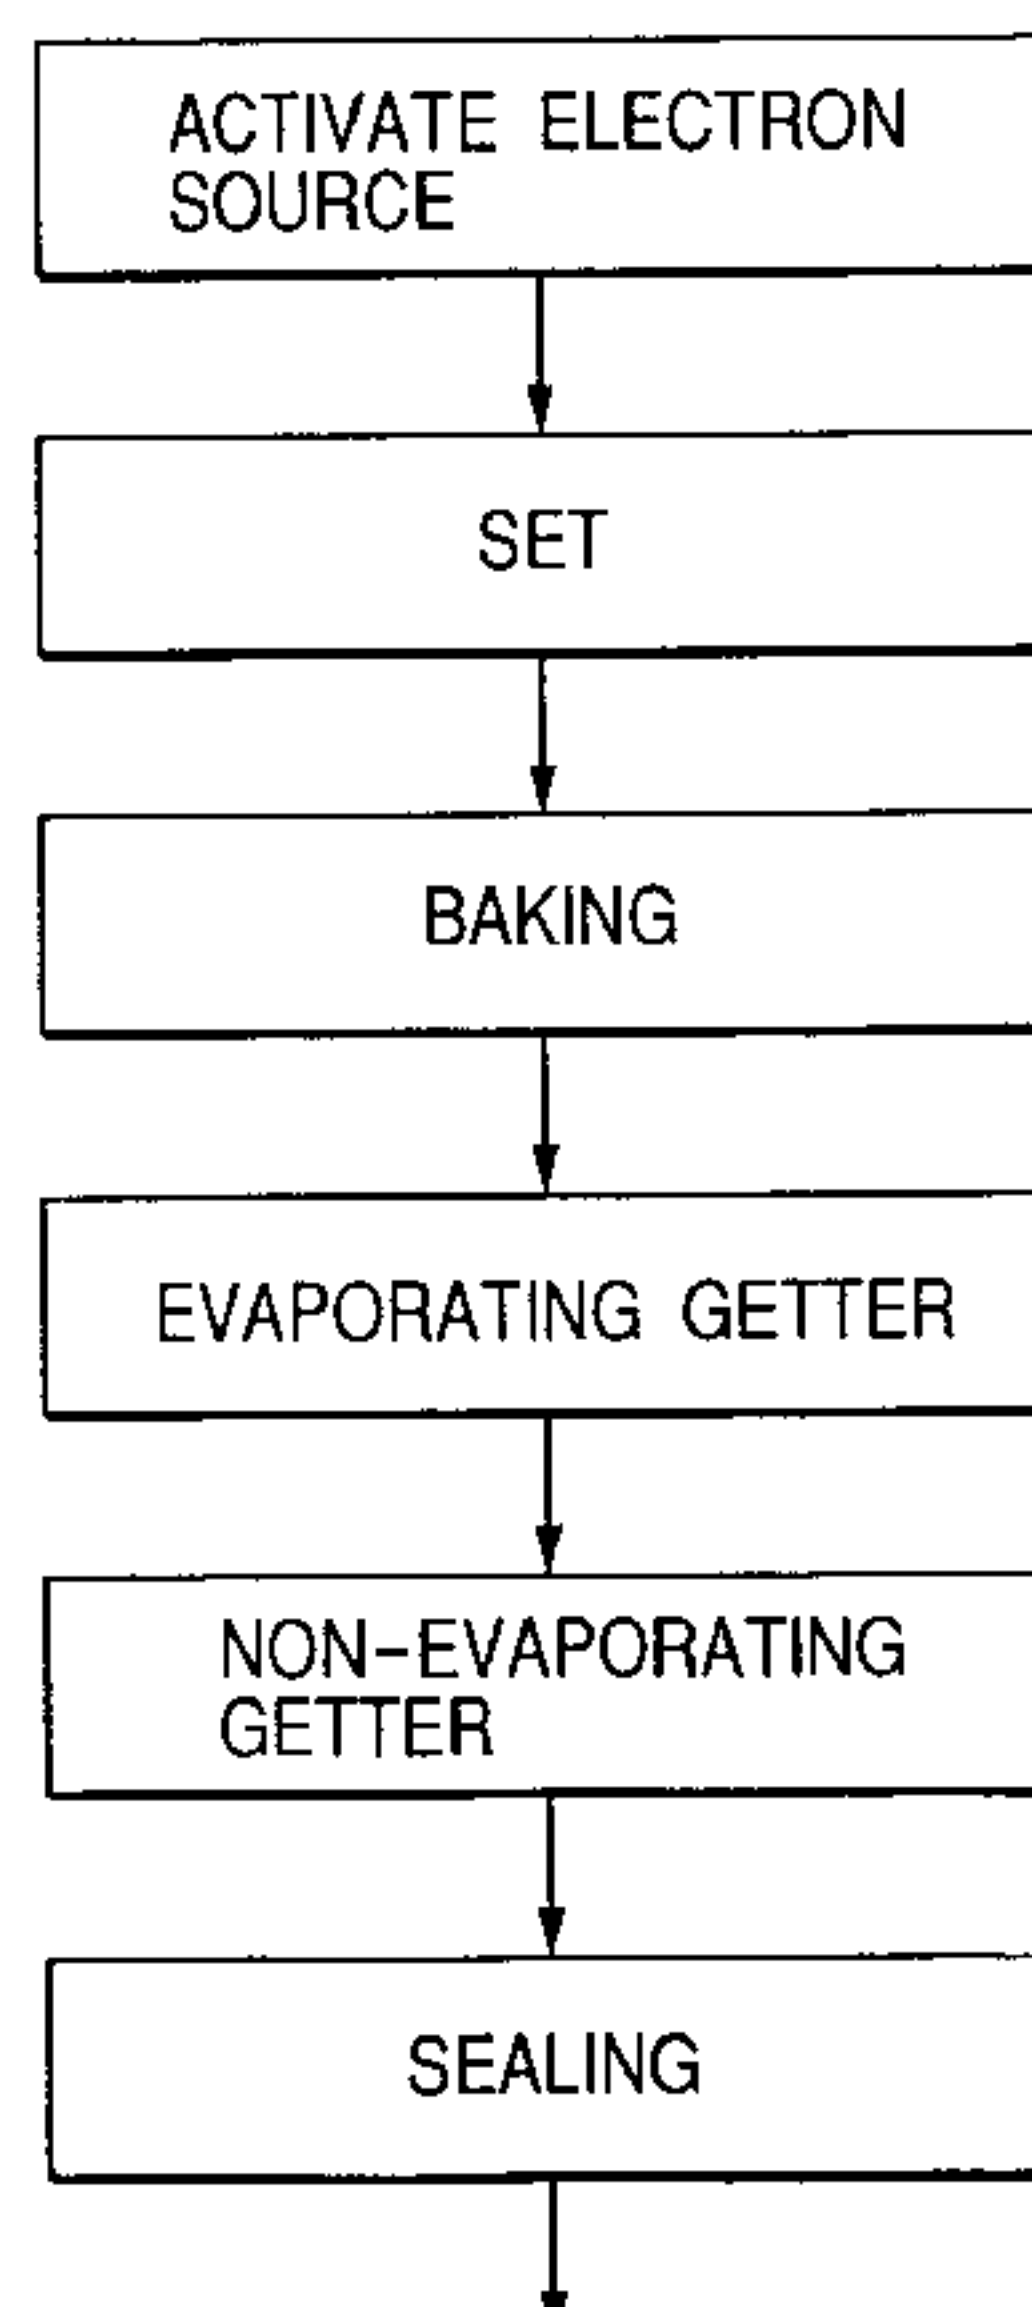 ACTIVATE ELECTRON
SOURCE
SET
BAKING
EVAPORATING GETTER
NON-EVAPORATING
GETTER
SEALING